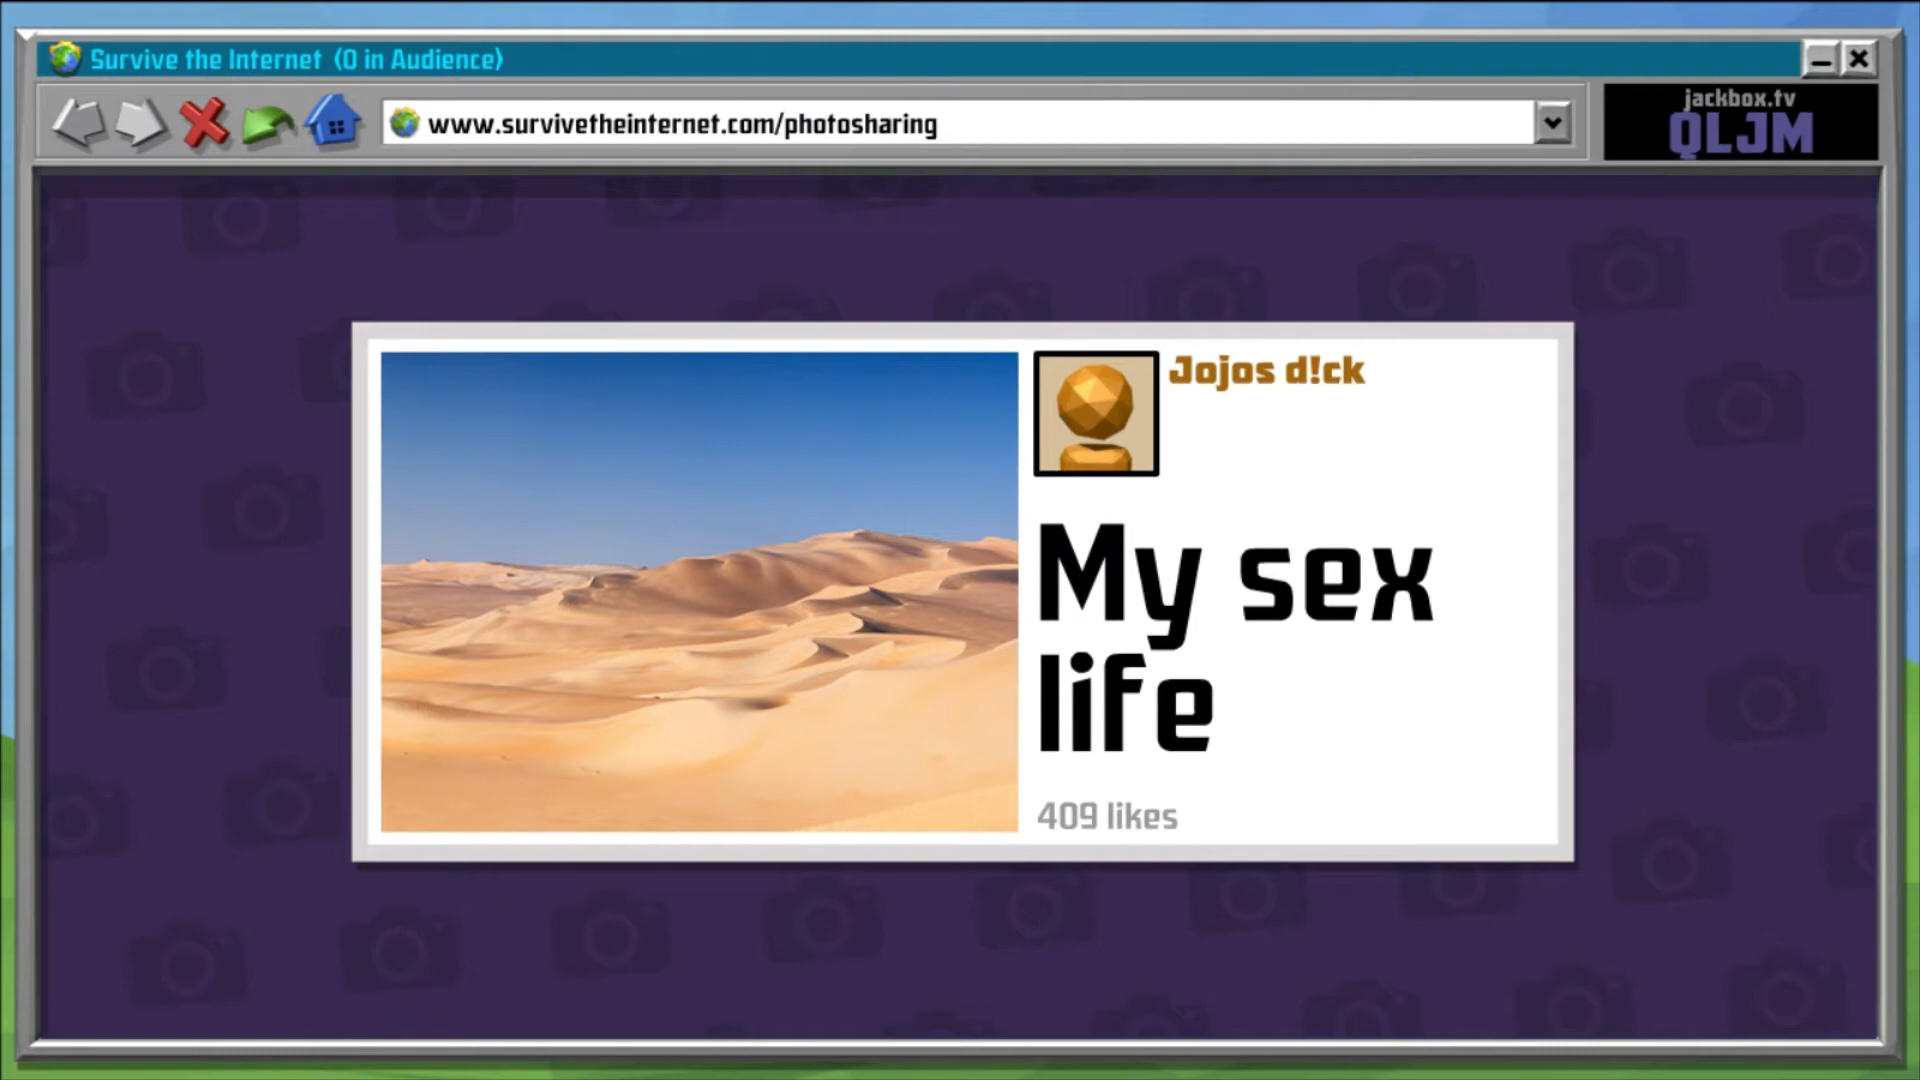 Survive the Internet (0 in Audience)
www.survivetheinternet.com/photosharing
jackbox.tv
QLJM
Jojos d!ck
My sex
life
409 likes